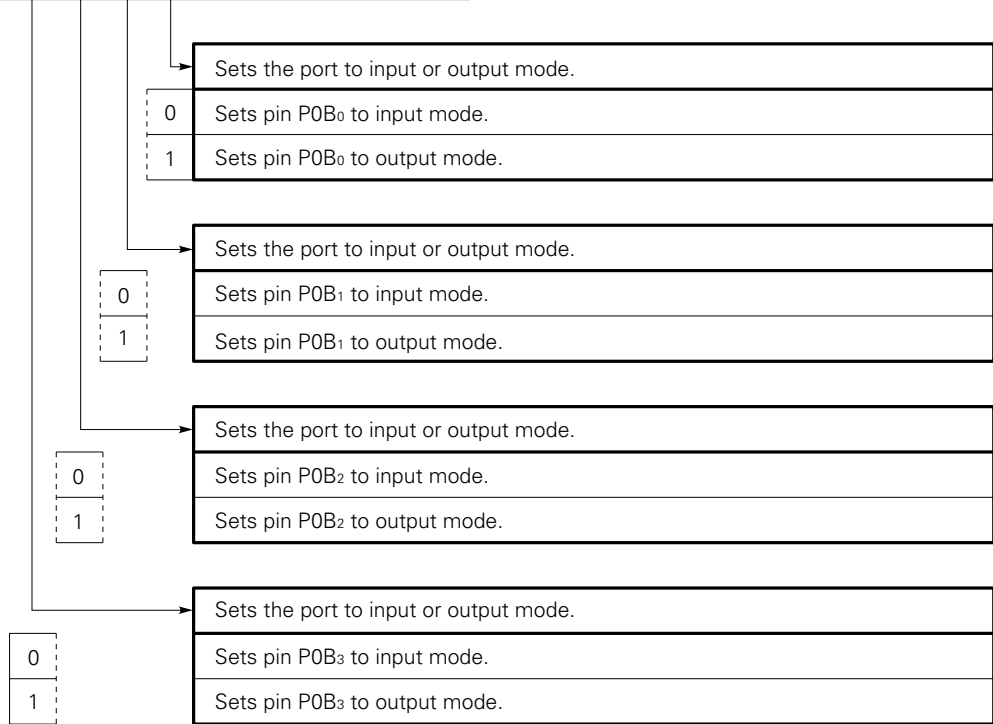 Sets the port to input or output mode.
0 Sets pin P0B₀ to input mode.
1 Sets pin P0B₀ to output mode.
Sets the port to input or output mode.
0 Sets pin P0B₁ to input mode.
1 Sets pin P0B₁ to output mode.
Sets the port to input or output mode.
0 Sets pin P0B₂ to input mode.
1 Sets pin P0B₂ to output mode.
Sets the port to input or output mode.
0 Sets pin P0B₃ to input mode.
1 Sets pin P0B₃ to output mode.